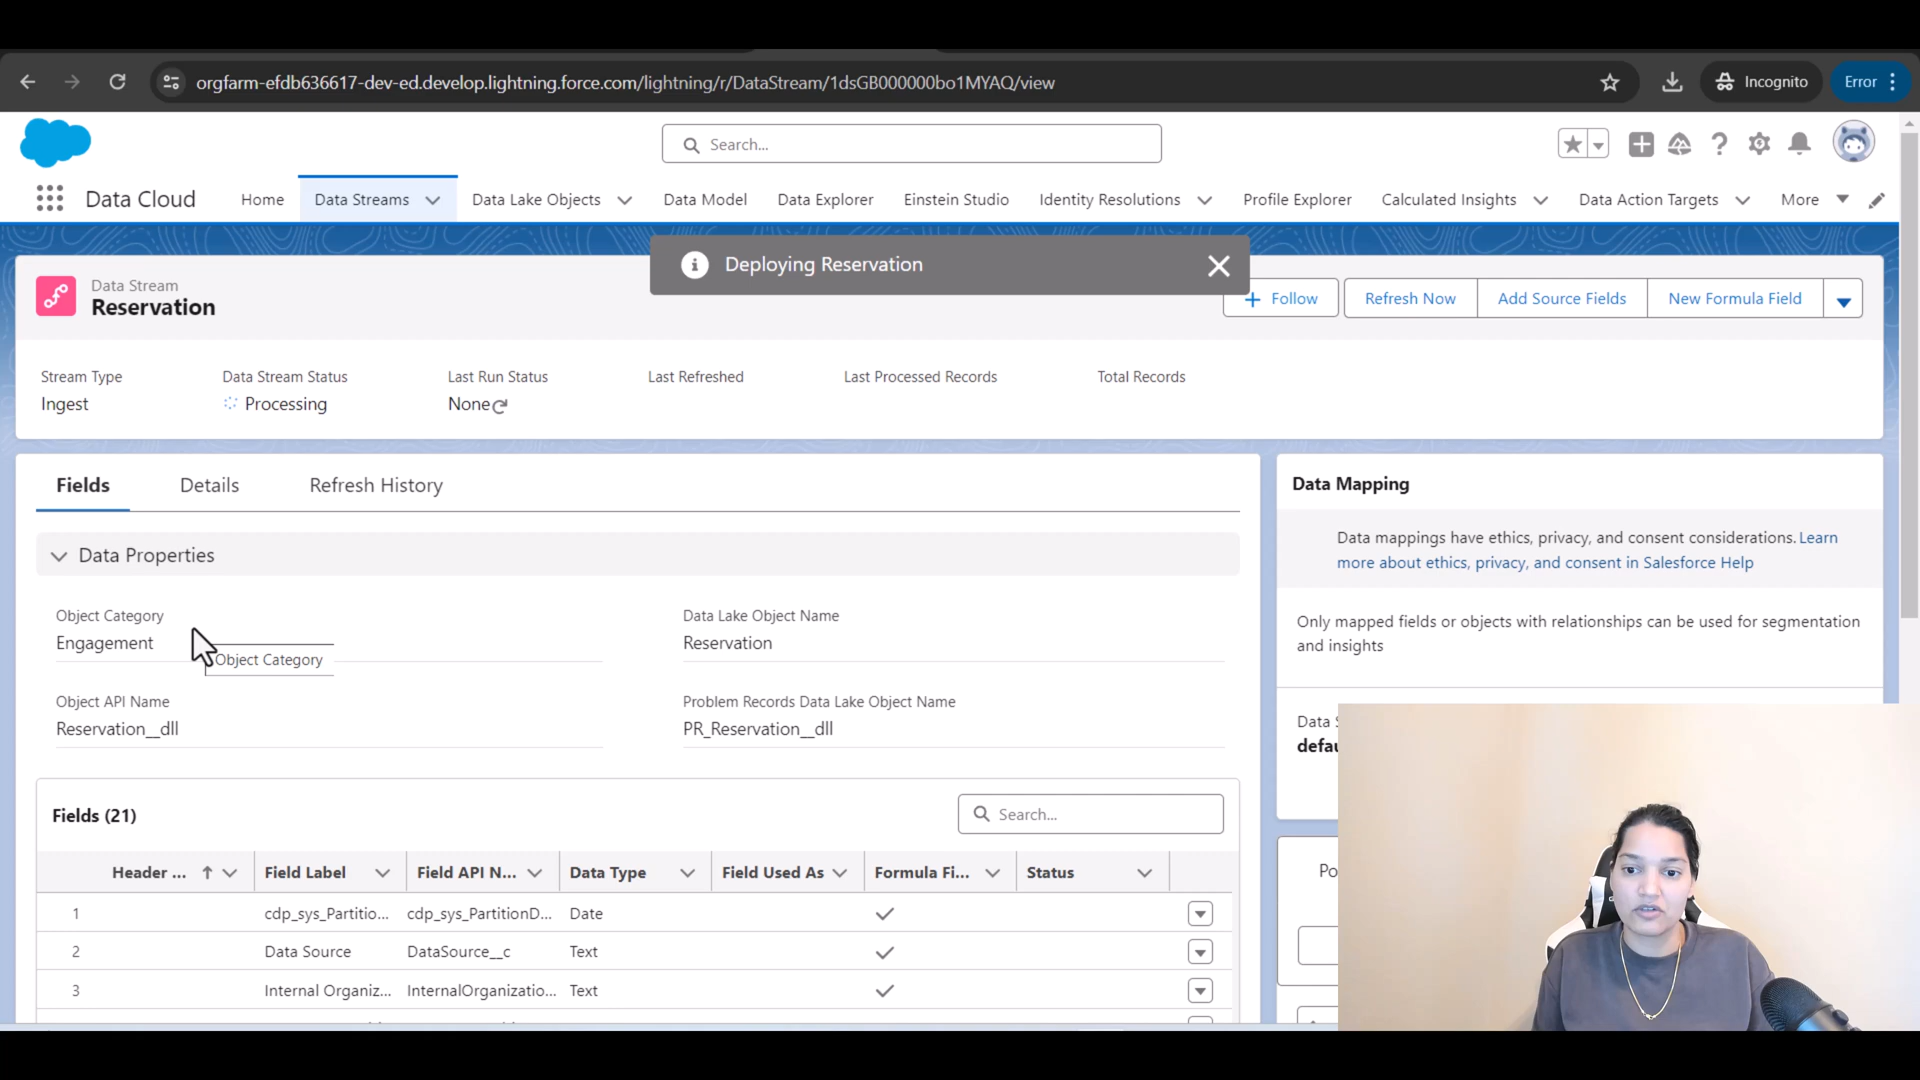 orgfarm-efdb636617-dev-ed.develop.lightning.force.com/lightning/r/DataStream/1dsGB000000bo1MYAQ/view
Incognito
Error
Search...
Data Cloud
Home
Data Streams
Data Lake Objects
Data Model
Data Explorer
Einstein Studio
Identity Resolutions
Profile Explorer
Calculated Insights
Data Action Targets
More
Deploying Reservation
Data Stream
Reservation
Follow
Refresh Now
Add Source Fields
New Formula Field
Stream Type
Ingest
Data Stream Status
Processing
Last Run Status
None
Last Refreshed
Last Processed Records
Total Records
Fields
Details
Refresh History
Data Properties
Object Category
Engagement
Object Category
Data Lake Object Name
Reservation
Object API Name
Reservation__dll
Problem Records Data Lake Object Name
PR_Reservation__dll
Fields (21)
Search...
Header ...
Field Label
Field API N...
Data Type
Field Used As
Formula Fi...
Status
1 cdp_sys_Partitio... cdp_sys_PartitionD... Date
2 Data Source DataSource__c Text
3 Internal Organiz... InternalOrganizatio... Text
Data Mapping
Data mappings have ethics, privacy, and consent considerations. Learn
more about ethics, privacy, and consent in Salesforce Help
Only mapped fields or objects with relationships can be used for segmentation
and insights
Data
defau
Po